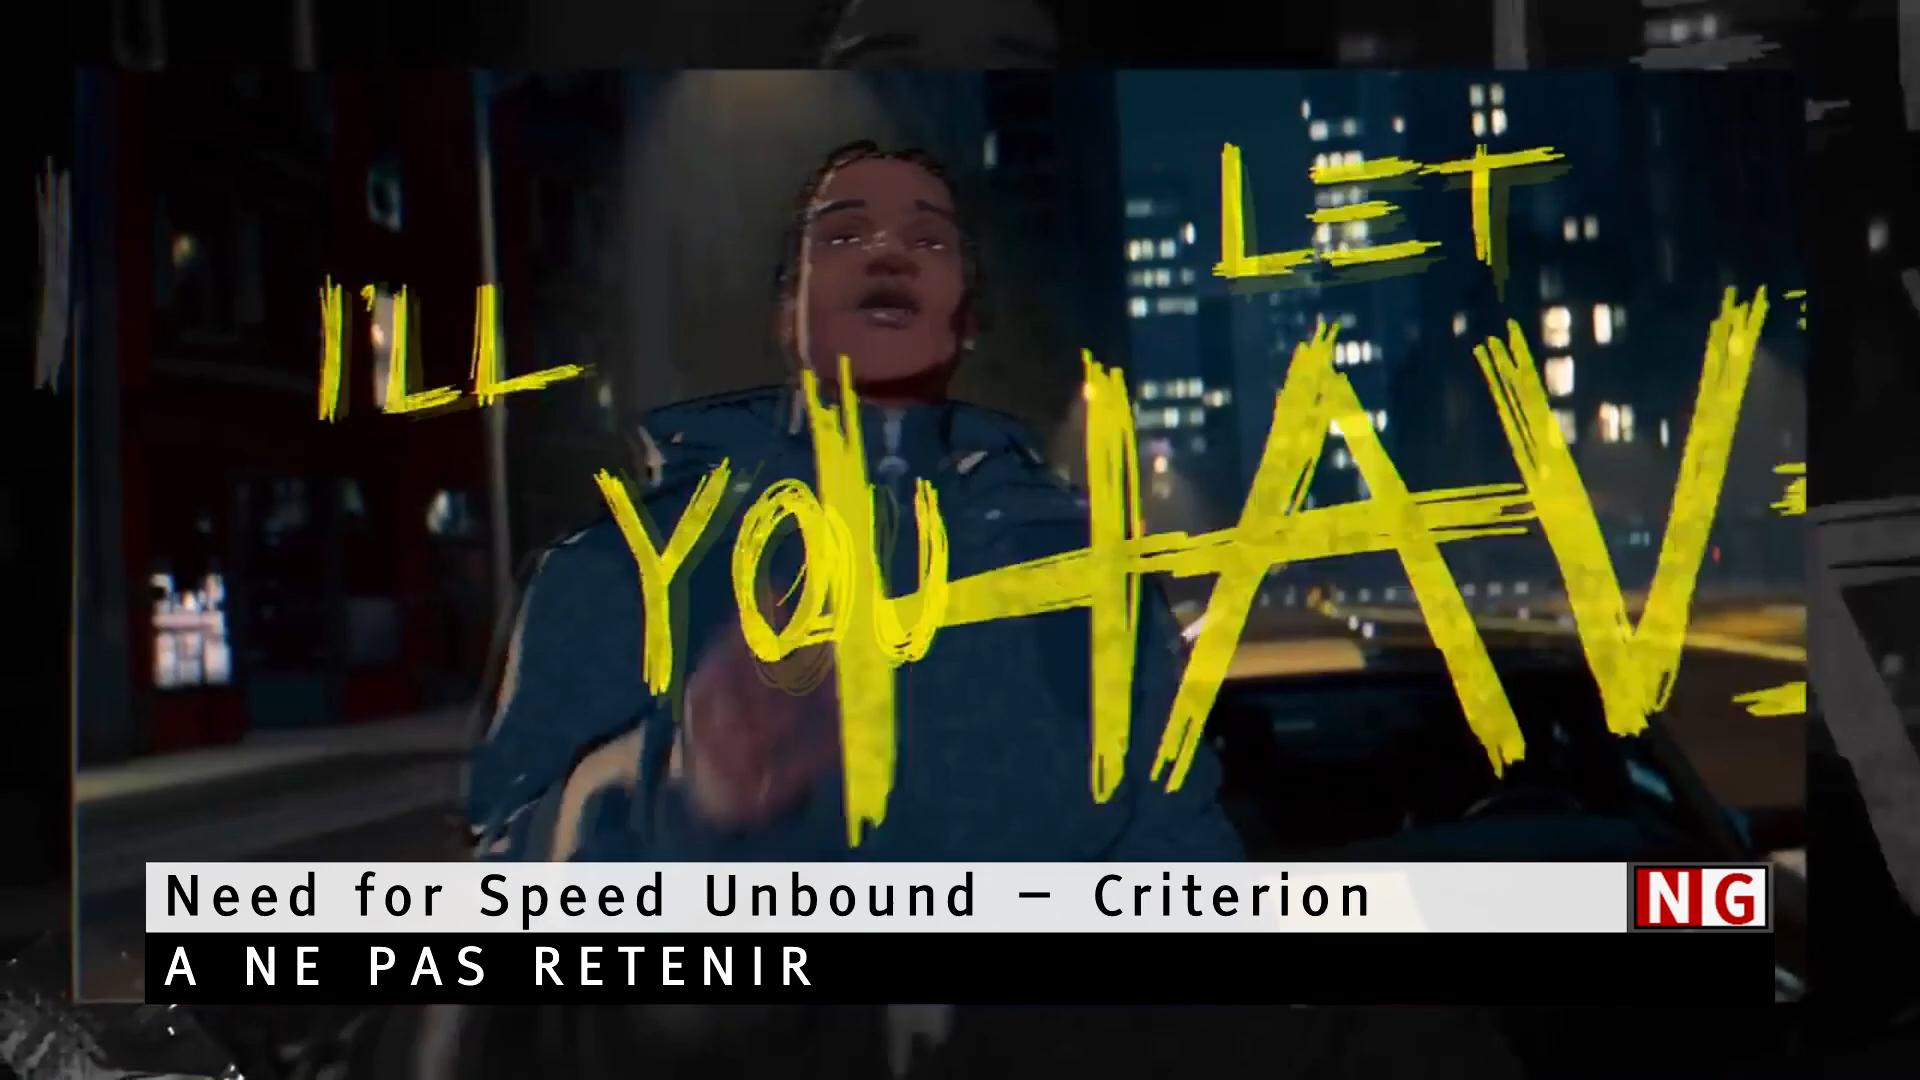 I'LL
LET
YOU
HAV
Need for Speed Unbound – Criterion
NG
A NE PAS RETENIR